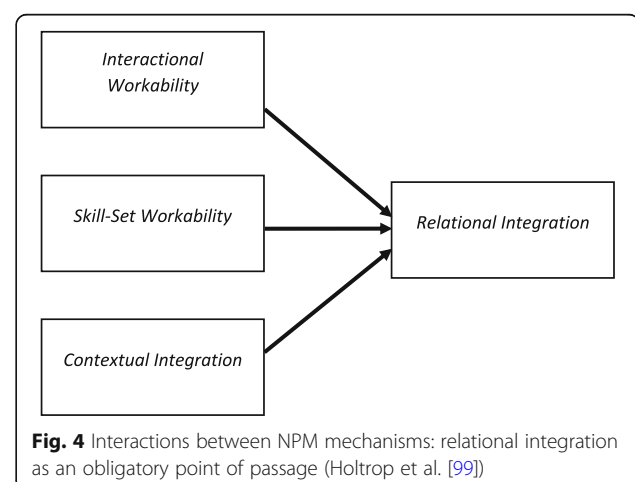 Interactional
Workability
Skill-Set Workability
Relational Integration
Contextual Integration
Fig. 4 Interactions between NPM mechanisms: relational integration
as an obligatory point of passage (Holtrop et al. [99])